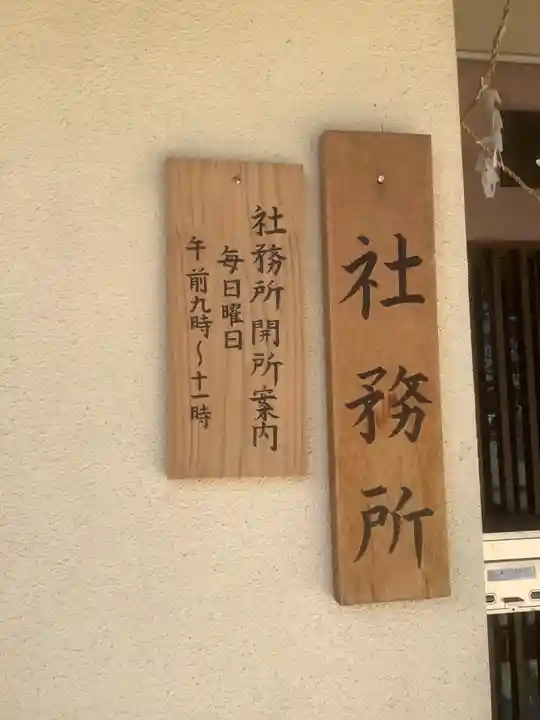 社務所
社務所開所案内
毎日曜日
午前九時〜十一時